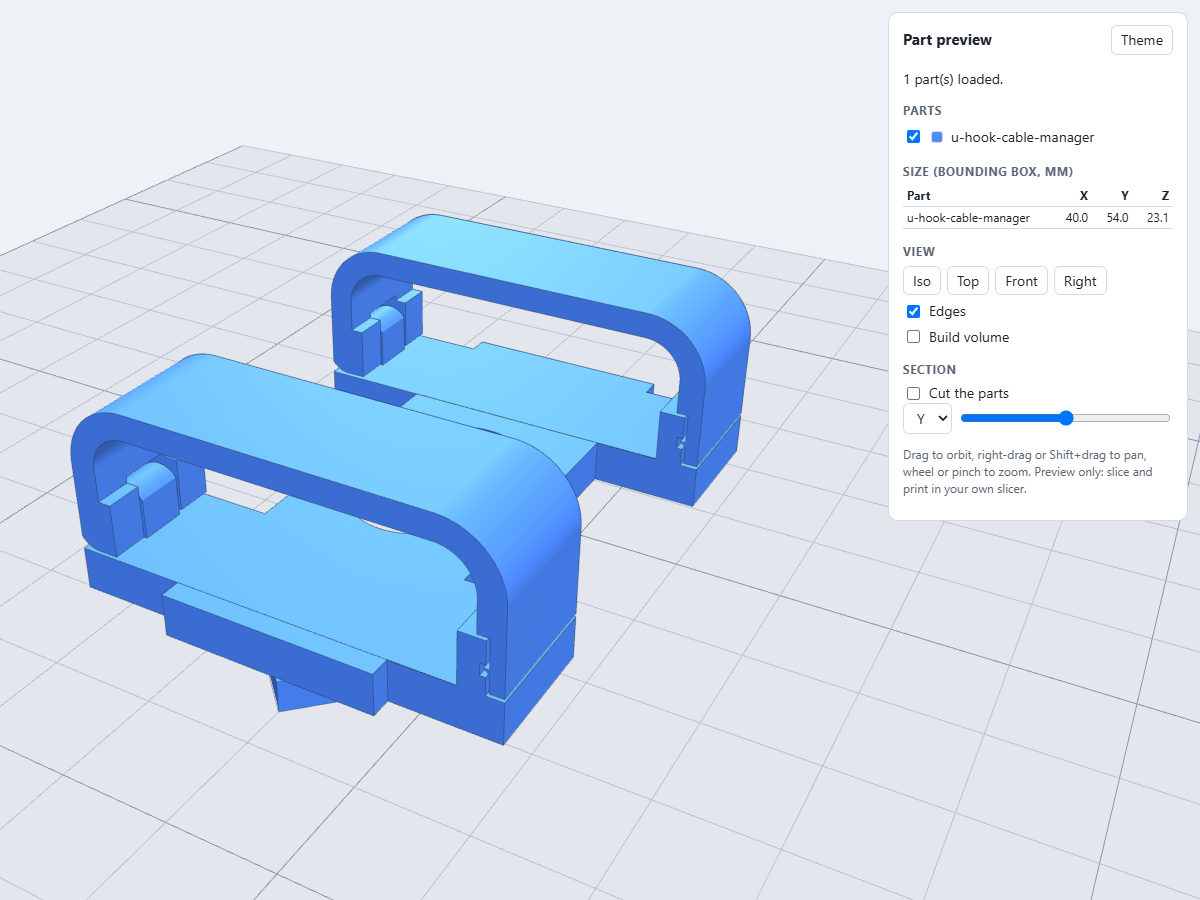 Part preview
Theme
1 part(s) loaded.
PARTS
u-hook-cable-manager
SIZE (BOUNDING BOX, MM)
Part X Y Z
u-hook-cable-manager 40.0 54.0 23.1
VIEW
Iso Top Front Right
Edges
Build volume
SECTION
Cut the parts
Y
Drag to orbit, right-drag or Shift+drag to pan,
wheel or pinch to zoom. Preview only: slice and
print in your own slicer.